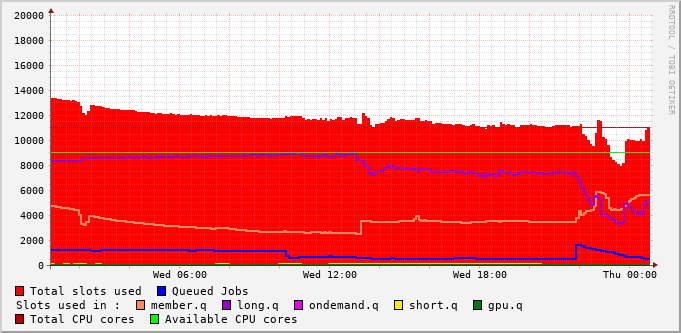 20000
18000
16000
14000
12000
10000
8000
6000
4000
2000
0
Wed 06:00 Wed 12:00 Wed 18:00 Thu 00:00
Total slots used Queued Jobs
Slots used in : member.q long.q ondemand.q short.q gpu.q
Total CPU cores Available CPU cores
RRDTOOL / TOBI OETIKER